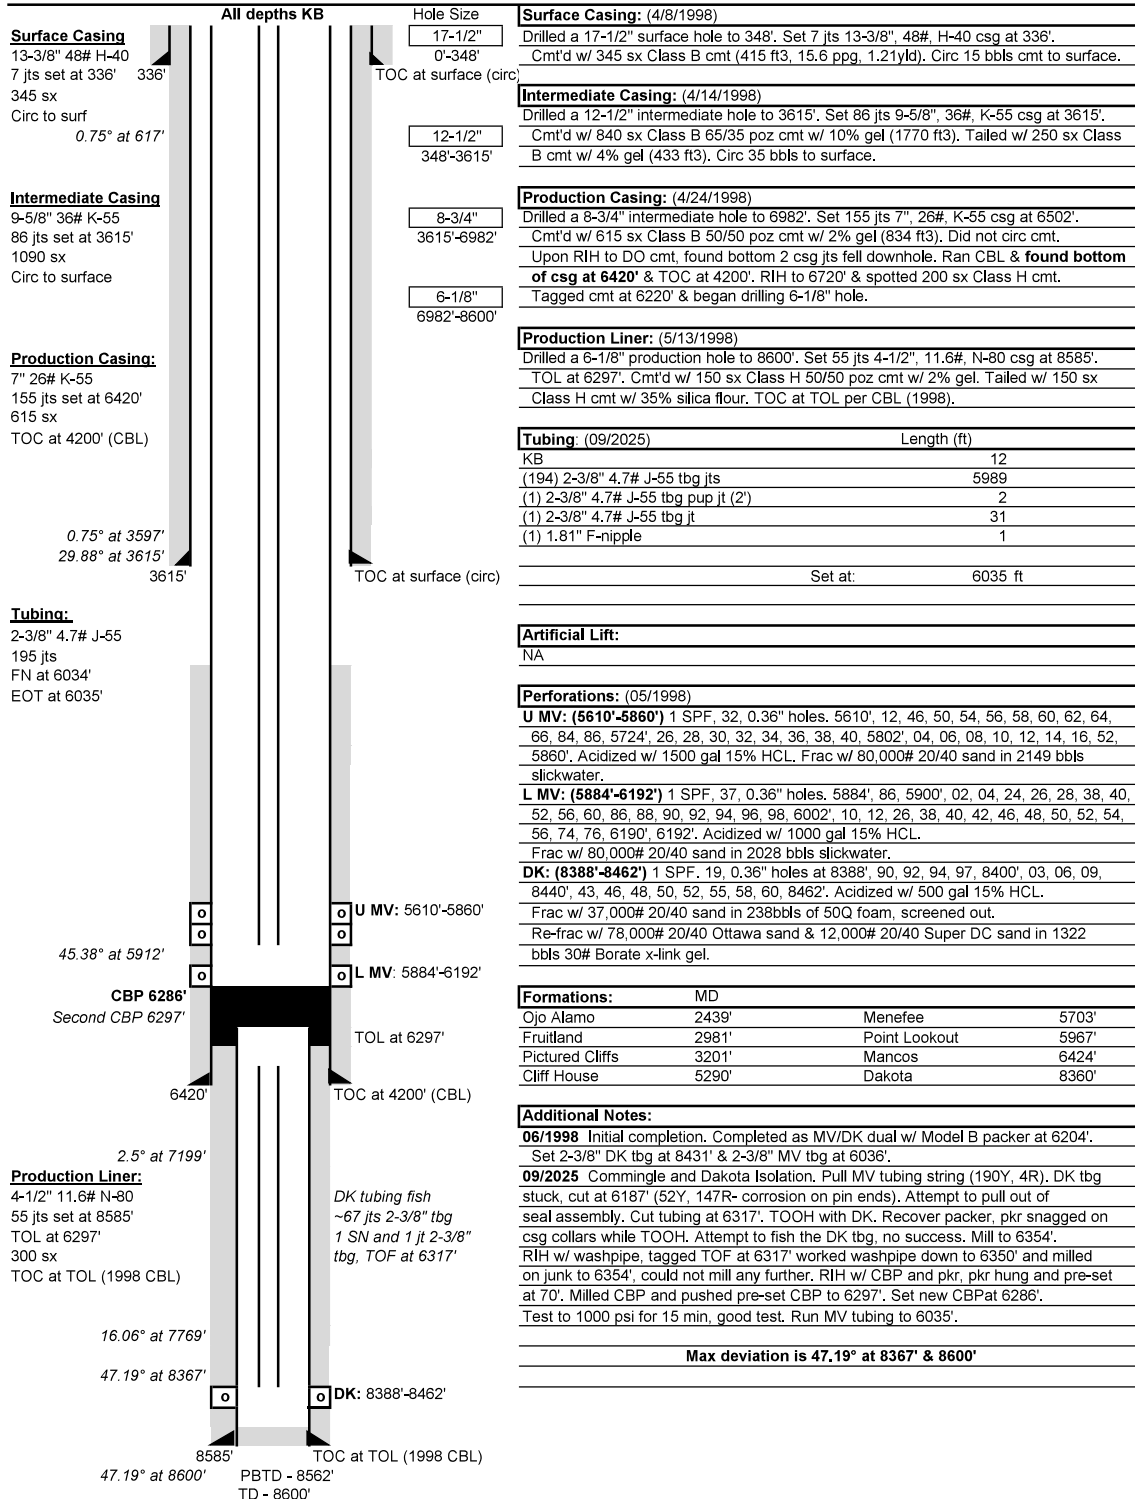 All depths KB
Surface Casing
13-3/8" 48# H-40
7 jts set at 336'
336'
345 sx
Circ to surf
0.75° at 617'
Hole Size
17-1/2"
0'-348'
TOC at surface (circ)
12-1/2"
348'-3615'
Intermediate Casing
9-5/8" 36# K-55
86 jts set at 3615'
1090 sx
Circ to surface
8-3/4"
3615'-6982'
6-1/8"
6982'-8600'
Production Casing:
7" 26# K-55
155 jts set at 6420'
615 sx
TOC at 4200' (CBL)
0.75° at 3597'
29.88° at 3615'
3615'
TOC at surface (circ)
Tubing:
2-3/8" 4.7# J-55
195 jts
FN at 6034'
EOT at 6035'
o
o
U MV: 5610'-5860'
o
o
45.38° at 5912'
o
o
L MV: 5884'-6192'
CBP 6286'
Second CBP 6297'
TOL at 6297'
6420'
TOC at 4200' (CBL)
2.5° at 7199'
Production Liner:
4-1/2" 11.6# N-80
55 jts set at 8585'
TOL at 6297'
300 sx
TOC at TOL (1998 CBL)
DK tubing fish
~67 jts 2-3/8" tbg
1 SN and 1 jt 2-3/8"
tbg, TOF at 6317'
16.06° at 7769'
47.19° at 8367'
o
o
DK: 8388'-8462'
8585'
TOC at TOL (1998 CBL)
47.19° at 8600'
PBTD - 8562'
TD - 8600'
Surface Casing: (4/8/1998)
Drilled a 17-1/2" surface hole to 348'. Set 7 jts 13-3/8", 48#, H-40 csg at 336'.
Cmt'd w/ 345 sx Class B cmt (415 ft3, 15.6 ppg, 1.21yld). Circ 15 bbls cmt to surface.
Intermediate Casing: (4/14/1998)
Drilled a 12-1/2" intermediate hole to 3615'. Set 86 jts 9-5/8", 36#, K-55 csg at 3615'.
Cmt'd w/ 840 sx Class B 65/35 poz cmt w/ 10% gel (1770 ft3). Tailed w/ 250 sx Class
B cmt w/ 4% gel (433 ft3). Circ 35 bbls to surface.
Production Casing: (4/24/1998)
Drilled a 8-3/4" intermediate hole to 6982'. Set 155 jts 7", 26#, K-55 csg at 6502'.
Cmt'd w/ 615 sx Class B 50/50 poz cmt w/ 2% gel (834 ft3). Did not circ cmt.
Upon RIH to DO cmt, found bottom 2 csg jts fell downhole. Ran CBL & found bottom
of csg at 6420' & TOC at 4200'. RIH to 6720' & spotted 200 sx Class H cmt.
Tagged cmt at 6220' & began drilling 6-1/8" hole.
Production Liner: (5/13/1998)
Drilled a 6-1/8" production hole to 8600'. Set 55 jts 4-1/2", 11.6#, N-80 csg at 8585'.
TOL at 6297'. Cmt'd w/ 150 sx Class H 50/50 poz cmt w/ 2% gel. Tailed w/ 150 sx
Class H cmt w/ 35% silica flour. TOC at TOL per CBL (1998).
Tubing: (09/2025) Length (ft)
KB 12
(194) 2-3/8" 4.7# J-55 tbg jts 5989
(1) 2-3/8" 4.7# J-55 tbg pup jt (2') 2
(1) 2-3/8" 4.7# J-55 tbg jt 31
(1) 1.81" F-nipple 1
Set at: 6035 ft
Artificial Lift:
NA
Perforations: (05/1998)
U MV: (5610'-5860') 1 SPF, 32, 0.36" holes. 5610', 12, 46, 50, 54, 56, 58, 60, 62, 64,
66, 84, 86, 5724', 26, 28, 30, 32, 34, 36, 38, 40, 5802', 04, 06, 08, 10, 12, 14, 16, 52,
5860'. Acidized w/ 1500 gal 15% HCL. Frac w/ 80,000# 20/40 sand in 2149 bbls
slickwater.
L MV: (5884'-6192') 1 SPF, 37, 0.36" holes. 5884', 86, 5900', 02, 04, 24, 26, 28, 38, 40,
52, 56, 60, 86, 88, 90, 92, 94, 96, 98, 6002', 10, 12, 26, 38, 40, 42, 46, 48, 50, 52, 54,
56, 74, 76, 6190', 6192'. Acidized w/ 1000 gal 15% HCL.
Frac w/ 80,000# 20/40 sand in 2028 bbls slickwater.
DK: (8388'-8462') 1 SPF. 19, 0.36" holes at 8388', 90, 92, 94, 97, 8400', 03, 06, 09,
8440', 43, 46, 48, 50, 52, 55, 58, 60, 8462'. Acidized w/ 500 gal 15% HCL.
Frac w/ 37,000# 20/40 sand in 238bbls of 50Q foam, screened out.
Re-frac w/ 78,000# 20/40 Ottawa sand & 12,000# 20/40 Super DC sand in 1322
bbls 30# Borate x-link gel.
Formations: MD
Ojo Alamo 2439' Menefee 5703'
Fruitland 2981' Point Lookout 5967'
Pictured Cliffs 3201' Mancos 6424'
Cliff House 5290' Dakota 8360'
Additional Notes:
06/1998 Initial completion. Completed as MV/DK dual w/ Model B packer at 6204'.
Set 2-3/8" DK tbg at 8431' & 2-3/8" MV tbg at 6036'.
09/2025 Commingle and Dakota Isolation. Pull MV tubing string (190Y, 4R). DK tbg
stuck, cut at 6187' (52Y, 147R- corrosion on pin ends). Attempt to pull out of
seal assembly. Cut tubing at 6317'. TOOH with DK. Recover packer, pkr snagged on
csg collars while TOOH. Attempt to fish the DK tbg, no success. Mill to 6354'.
RIH w/ washpipe, tagged TOF at 6317' worked washpipe down to 6350' and milled
on junk to 6354', could not mill any further. RIH w/ CBP and pkr, pkr hung and pre-set
at 70'. Milled CBP and pushed pre-set CBP to 6297'. Set new CBPat 6286'.
Test to 1000 psi for 15 min, good test. Run MV tubing to 6035'.
Max deviation is 47.19° at 8367' & 8600'